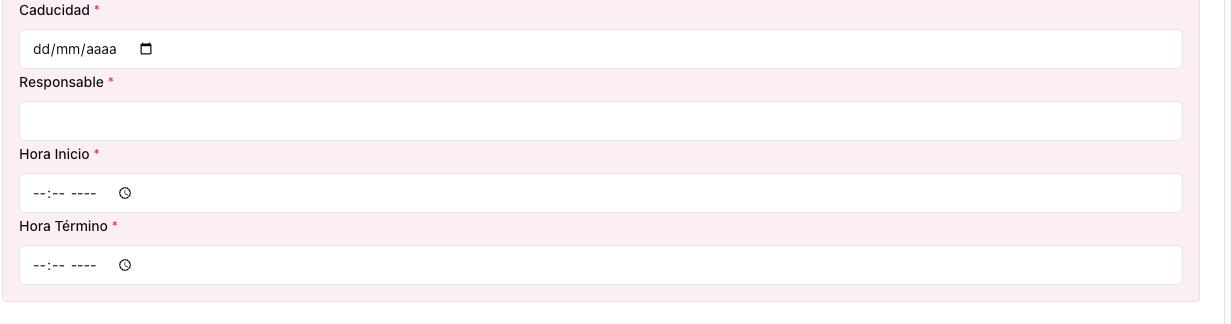 Caducidad *
dd/mm/aaaa
Responsable *
Hora Inicio *
--:-- ----
Hora Término *
--:-- ----